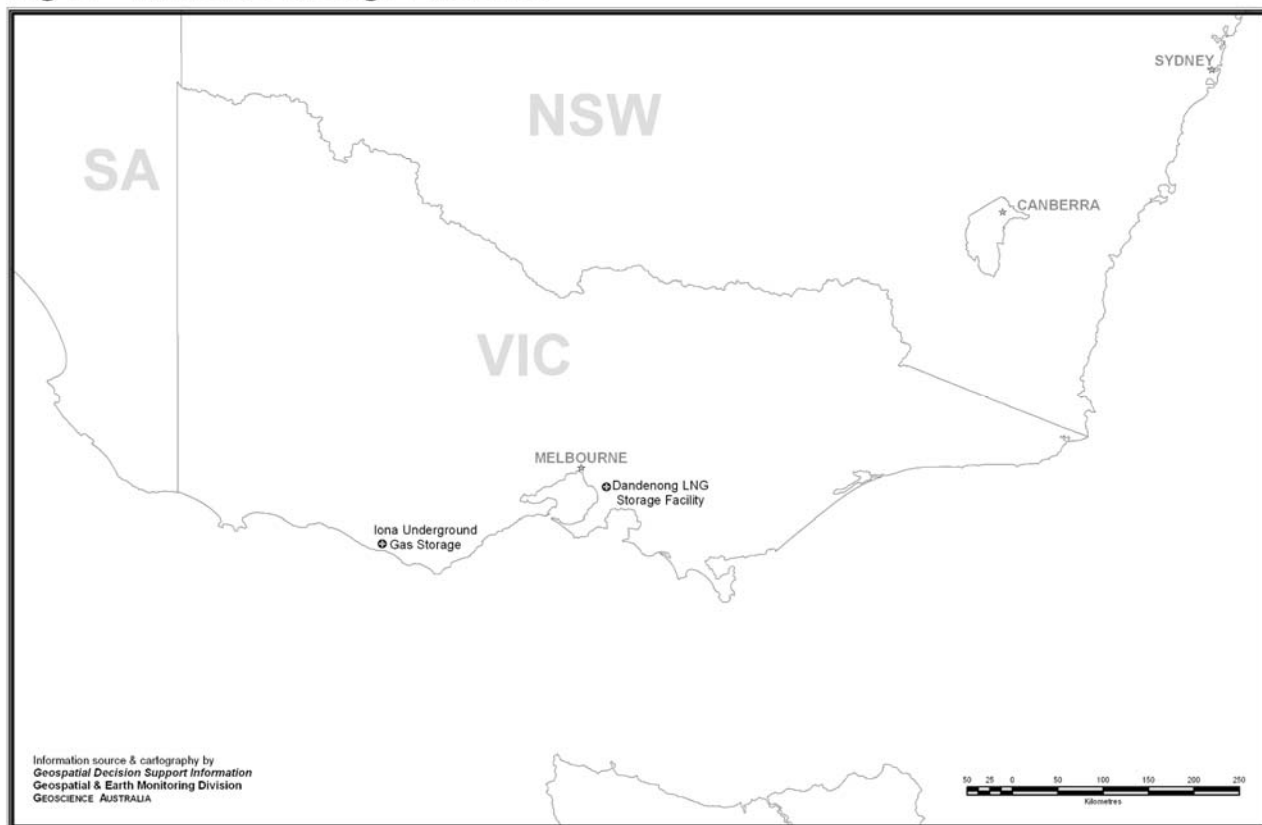 SYDNEY
NSW
SA
CANBERRA
VIC
MELBOURNE
Dandenong LNG
Storage Facility
Iona Underground
Gas Storage
Information source & cartography by
Geospatial Decision Support Information
Geospatial & Earth Monitoring Division
GEOSCIENCE AUSTRALIA
50 25 0 50 100 150 200 250
Kilometres